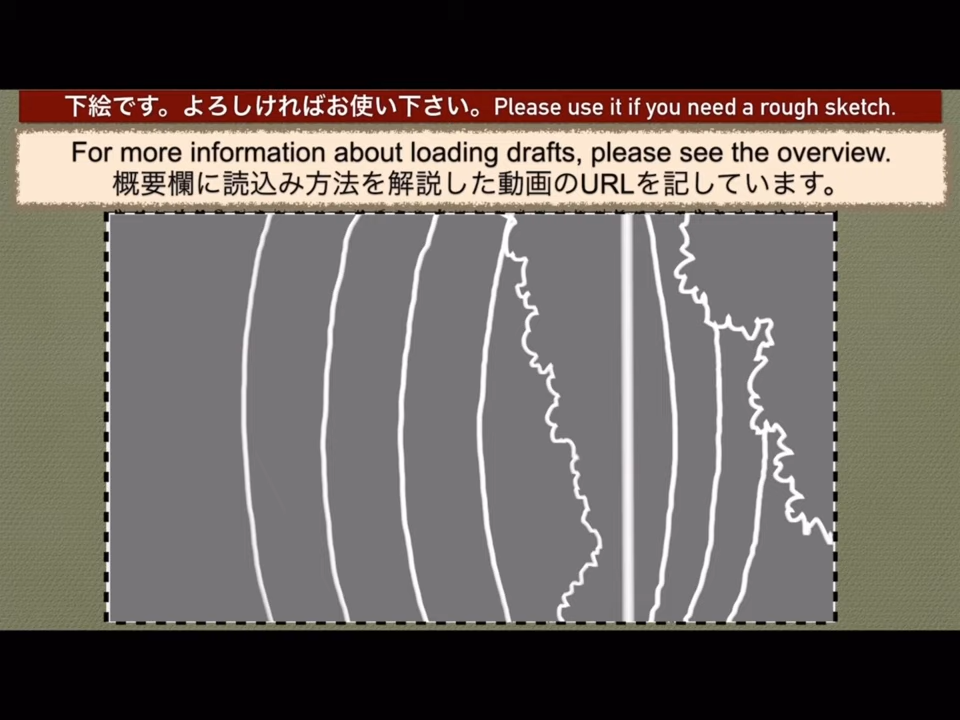 下絵です。よろしければお使い下さい。Please use it if you need a rough sketch.
For more information about loading drafts, please see the overview.
概要欄に読込み方法を解説した動画のURLを記しています。